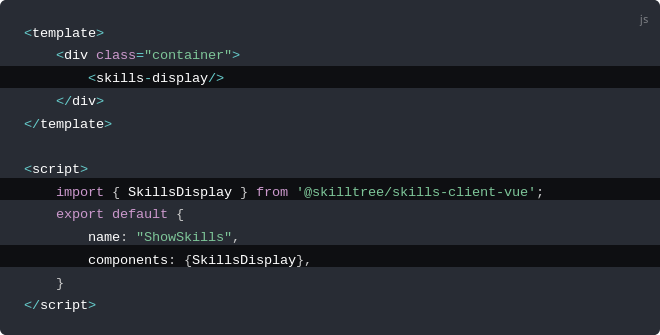 js
<template>
    <div class="container">
        <skills-display/>
    </div>
</template>

<script>
    import { SkillsDisplay } from '@skilltree/skills-client-vue';
    export default {
        name: "ShowSkills",
        components: {SkillsDisplay},
    }
</script>